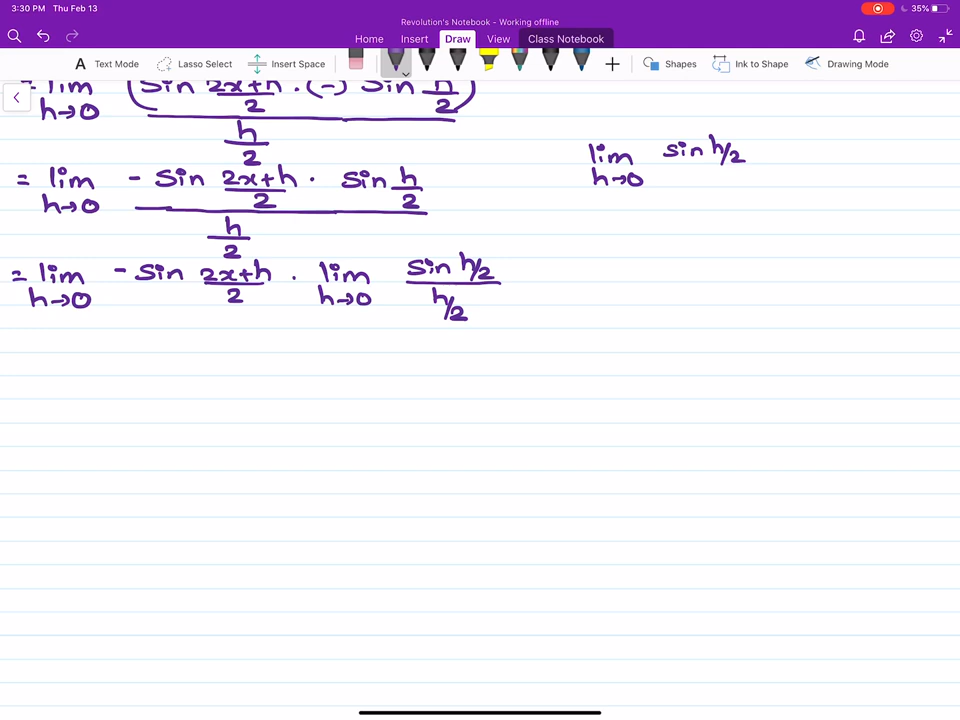 3:30 PM Thu Feb 13
35%
Revolution's Notebook - Working offline
Home Insert Draw View Class Notebook
A Text Mode Lasso Select Insert Space + Shapes Ink to Shape Drawing Mode
= lim h→0 (sin (2x+h)/2 · (-) sin h/2) / (h/2)
= lim h→0 - sin (2x+h)/2 · sin h/2 / (h/2)
= lim h→0 - sin (2x+h)/2 · lim h→0 (sin h/2) / (h/2)
lim h→0 sin h/2